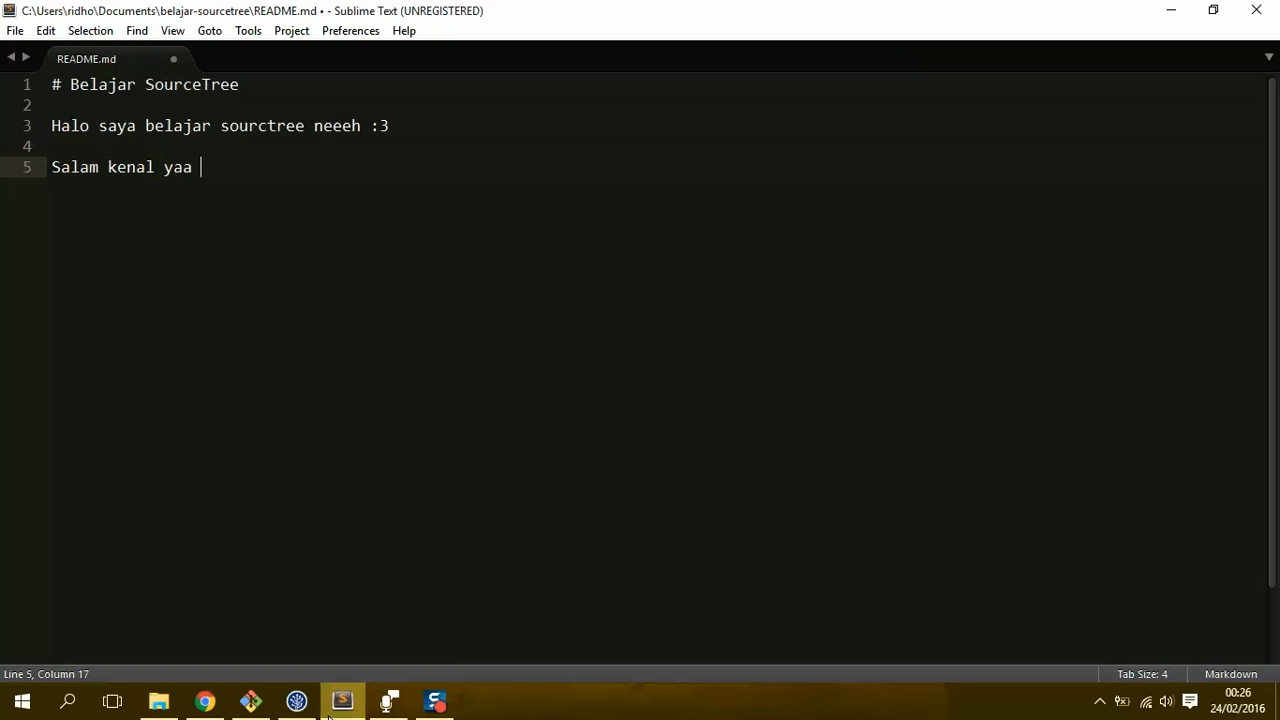 C:\Users\ridho\Documents\belajar-sourcetree\README.md • - Sublime Text (UNREGISTERED)
File Edit Selection Find View Goto Tools Project Preferences Help
README.md
1 # Belajar SourceTree
2
3 Halo saya belajar sourctree neeeh :3
4
5 Salam kenal yaa
Line 5, Column 17 Tab Size: 4 Markdown
00:26
24/02/2016